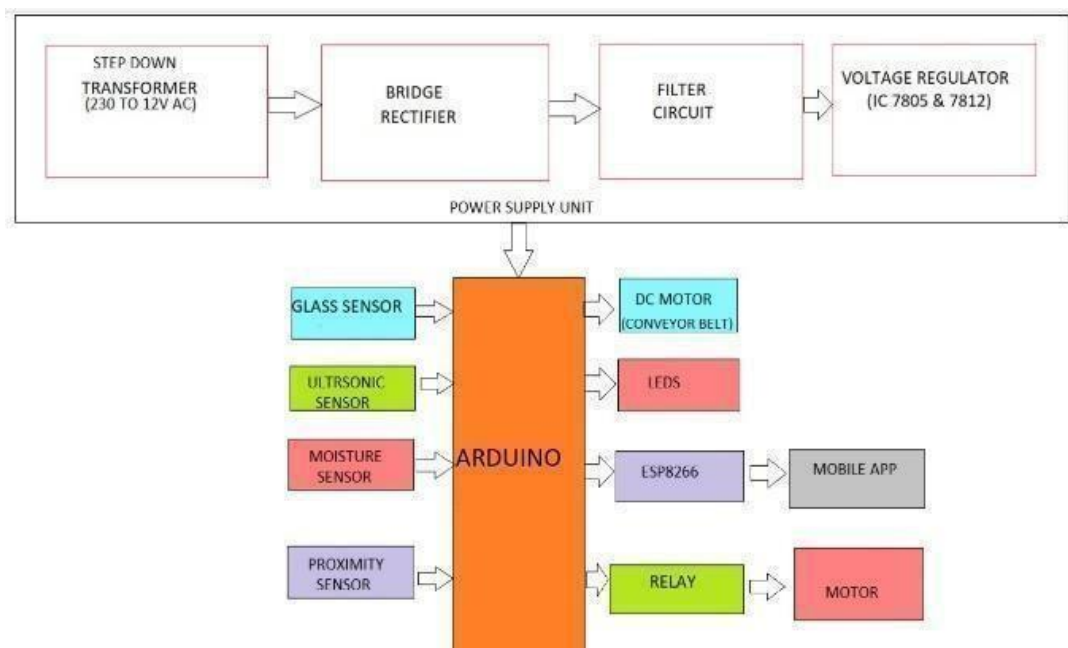 STEP DOWN
TRANSFORMER
(230 TO 12V AC)
BRIDGE
RECTIFIER
FILTER
CIRCUIT
VOLTAGE REGULATOR
(IC 7805 & 7812)
POWER SUPPLY UNIT
GLASS SENSOR
ULTRSONIC
SENSOR
MOISTURE
SENSOR
PROXIMITY
SENSOR
ARDUINO
DC MOTOR
(CONVEYOR BELT)
LEDS
ESP8266
MOBILE APP
RELAY
MOTOR